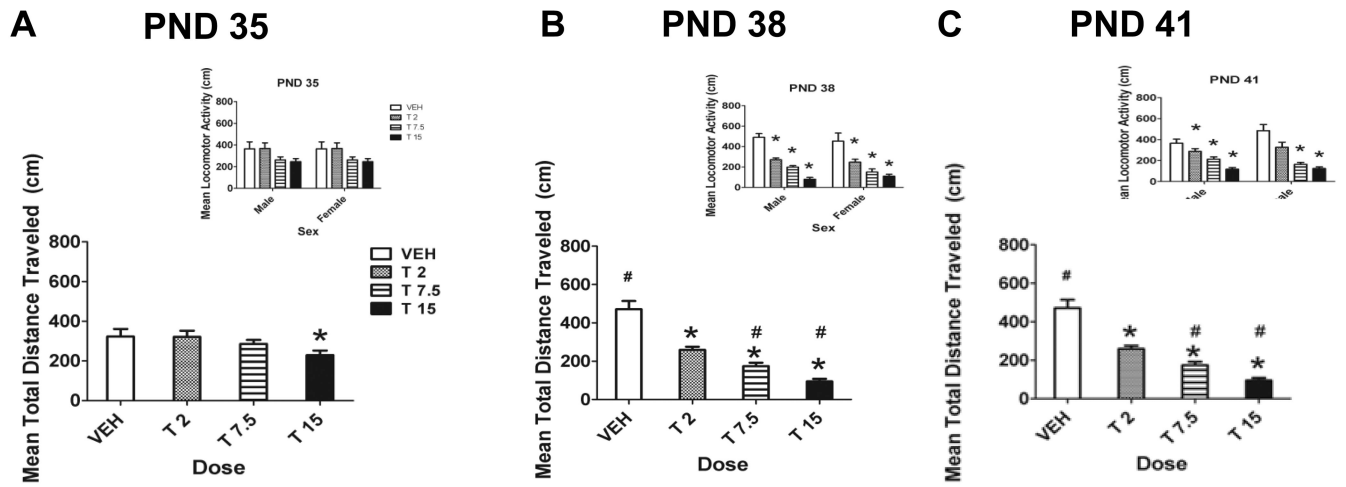 A PND 35
PND 35
Mean Locomotor Activity (cm)
800
600
400
200
0
Male Female
Sex
VEH
T 2
T 7.5
T 15
Mean Total Distance Traveled (cm)
800
600
400
200
0
*
VEH T 2 T 7.5 T 15
Dose
VEH
T 2
T 7.5
T 15
B PND 38
PND 38
Mean Locomotor Activity (cm)
800
600
400
200
0
* * * * * *
Male Female
Sex
Mean Total Distance Traveled (cm)
800
600
400
200
0
# # #
* * *
VEH T 2 T 7.5 T 15
Dose
C PND 41
PND 41
Mean Locomotor Activity (cm)
800
600
400
200
0
* * * * *
Mean Total Distance Traveled (cm)
800
600
400
200
0
# # #
* * *
VEH T 2 T 7.5 T 15
Dose